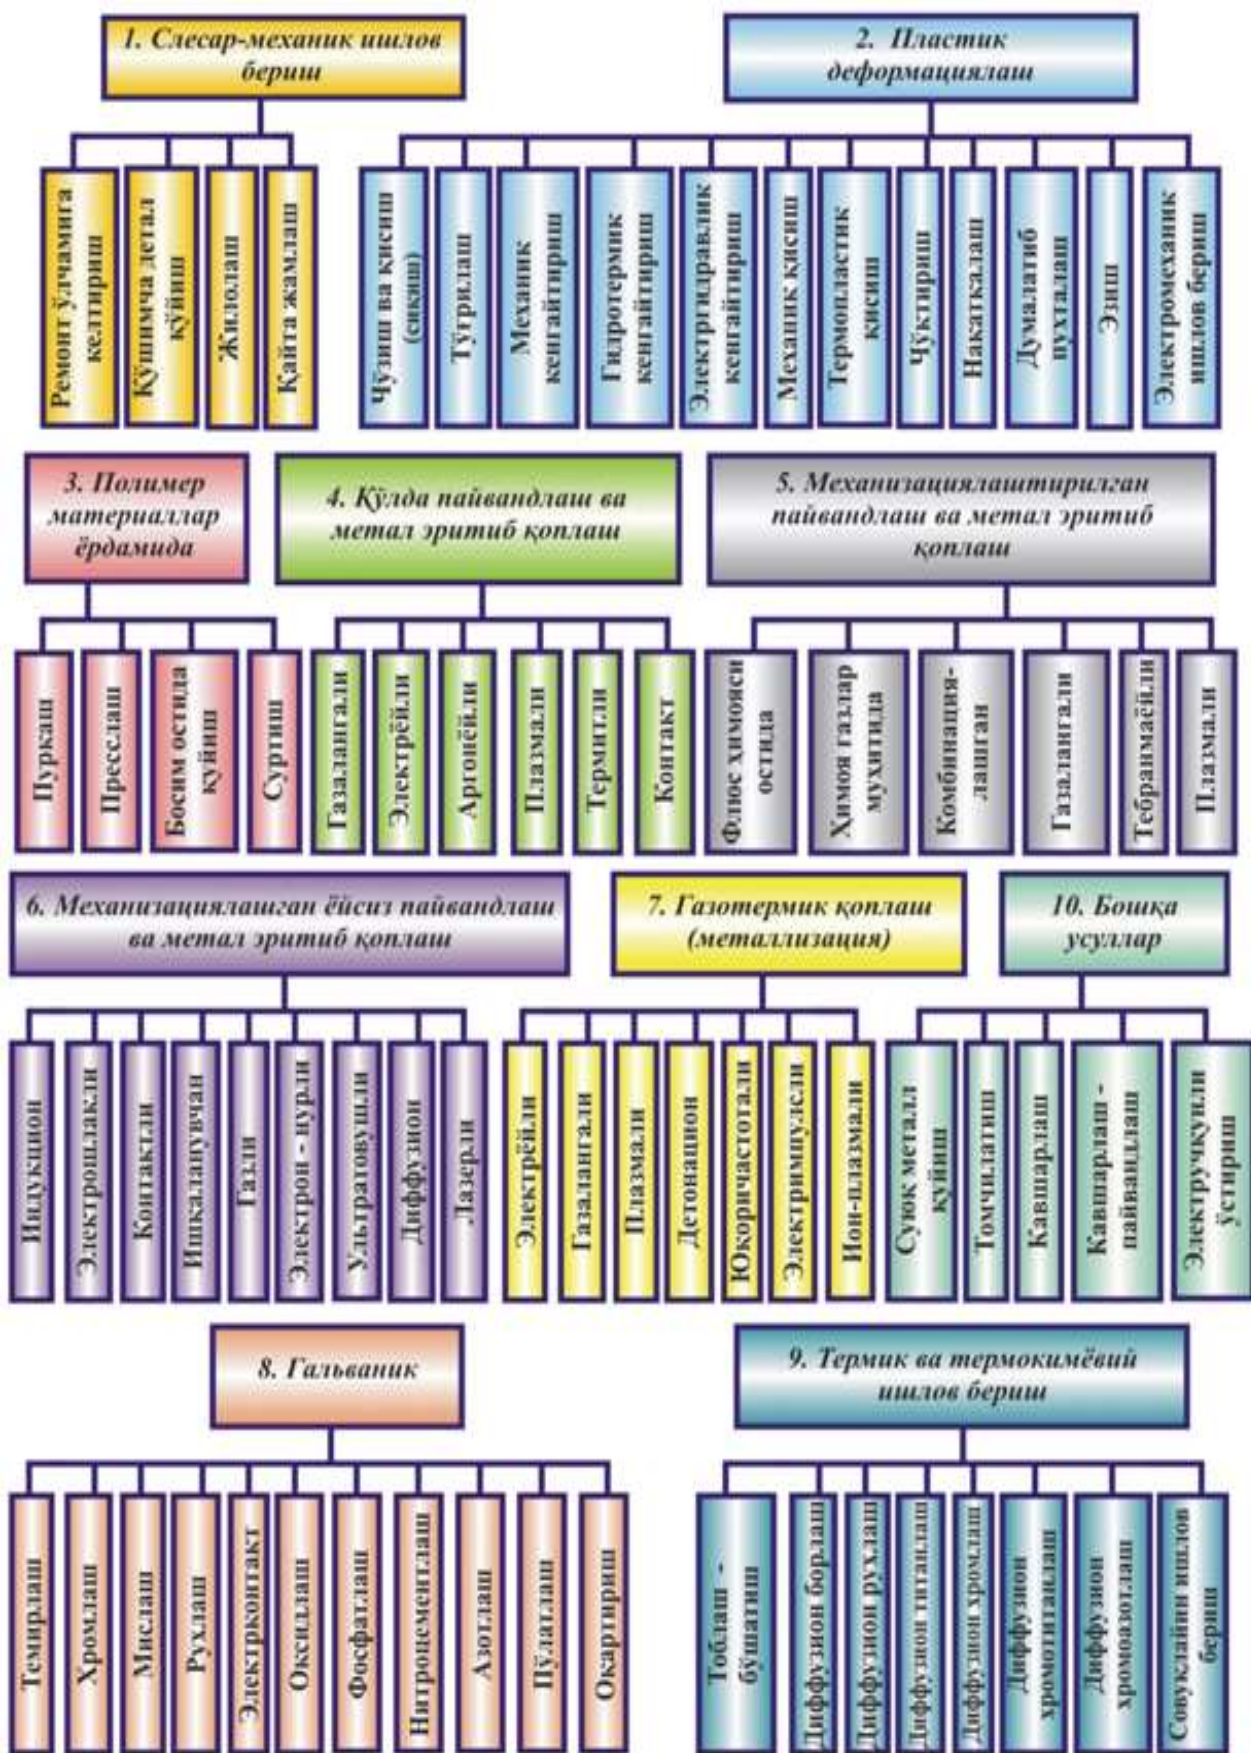 1. Слесар-механик ишлов
бериш
2. Пластик
деформациялаш
Ремонт ўлчамига
келтириш
Қўшимча детал
қўйиш
Жилолаш
Қайта жамлаш
Чўзиш ва қисиш
(сиқиш)
Тўғрилаш
Механик
кенгайтириш
Гидротермик
кенгайтириш
Электргидравлик
кенгайтириш
Механик қисиш
Термопластик
қисиш
Чўктириш
Накаткалаш
Думалатиб
пухталаш
Эзиш
Электромеханик
ишлов бериш
3. Полимер
материаллар
ёрдамида
4. Қўлда пайвандлаш ва
метал эритиб қоплаш
5. Механизациялаштирилган
пайвандлаш ва метал эритиб
қоплаш
Пуркаш
Пресслаш
Босим остида
қуйиш
Суртиш
Газалангали
Электрёйли
Аргонёйли
Плазмали
Термитли
Контакт
Флюс ҳимояси
остида
Ҳимоя газлар
муҳитида
Комбинация-
лашган
Газалангали
Тебранмаёйли
Плазмали
6. Механизациялашган ёйсиз пайвандлаш
ва метал эритиб қоплаш
7. Газотермик қоплаш
(металлизация)
10. Бошқа
усуллар
Индукцион
Электрошлакли
Контактли
Ишқаланувчан
Газли
Электрон - нурли
Ультратовушли
Диффузион
Лазерли
Электрёйли
Газалангали
Плазмали
Детонацион
Юқоричастотали
Электримпулсли
Ион-плазмали
Суюқ металл
қуйиш
Томчилатиш
Кавшарлаш
Кавшарлаш -
пайвандлаш
Электручқунли
ўстириш
8. Гальваник
9. Термик ва термокимёвий
ишлов бериш
Темирлаш
Хромлаш
Мислаш
Рухлаш
Электрконтакт
Оксидлаш
Фосфатлаш
Нитроцементлаш
Азотлаш
Пўлатлаш
Оқартириш
Тоблаш -
бўшатиш
Диффузион борлаш
Диффузион рухлаш
Диффузион титанлаш
Диффузион хромлаш
Диффузион
хромотитанлаш
Диффузион
хромоазотлаш
Совуқлайин ишлов
бериш